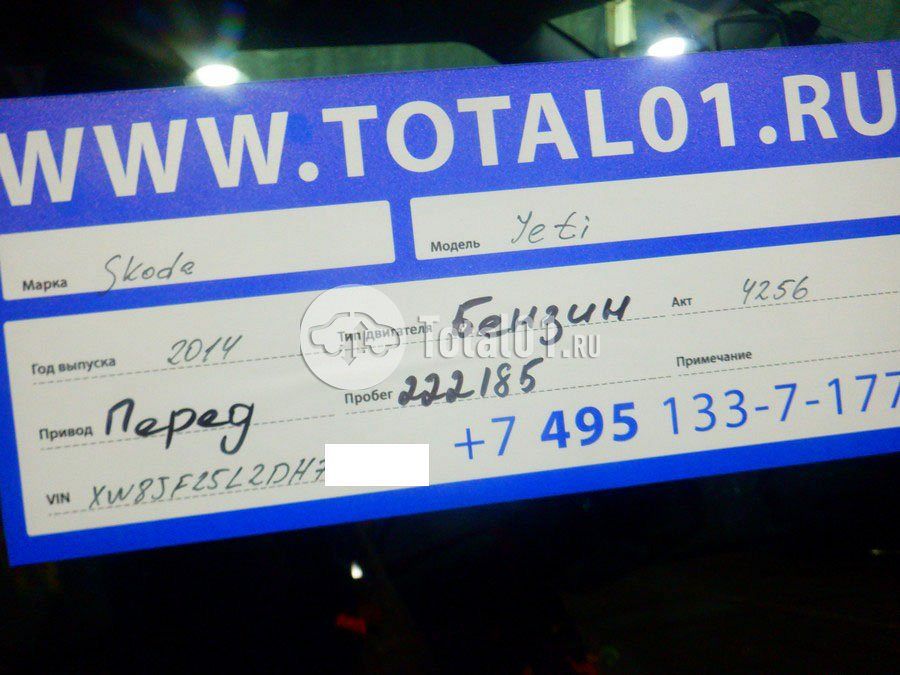 WWW.TOTAL01.RU
Марка Skoda Модель Yeti
Год выпуска 2014 Тип двигателя Бензин Акт 4256
Total01.RU
Привод Перед Пробег 222185 Примечание
+7 495 133-7-177
VIN XW8JF25L2DH7